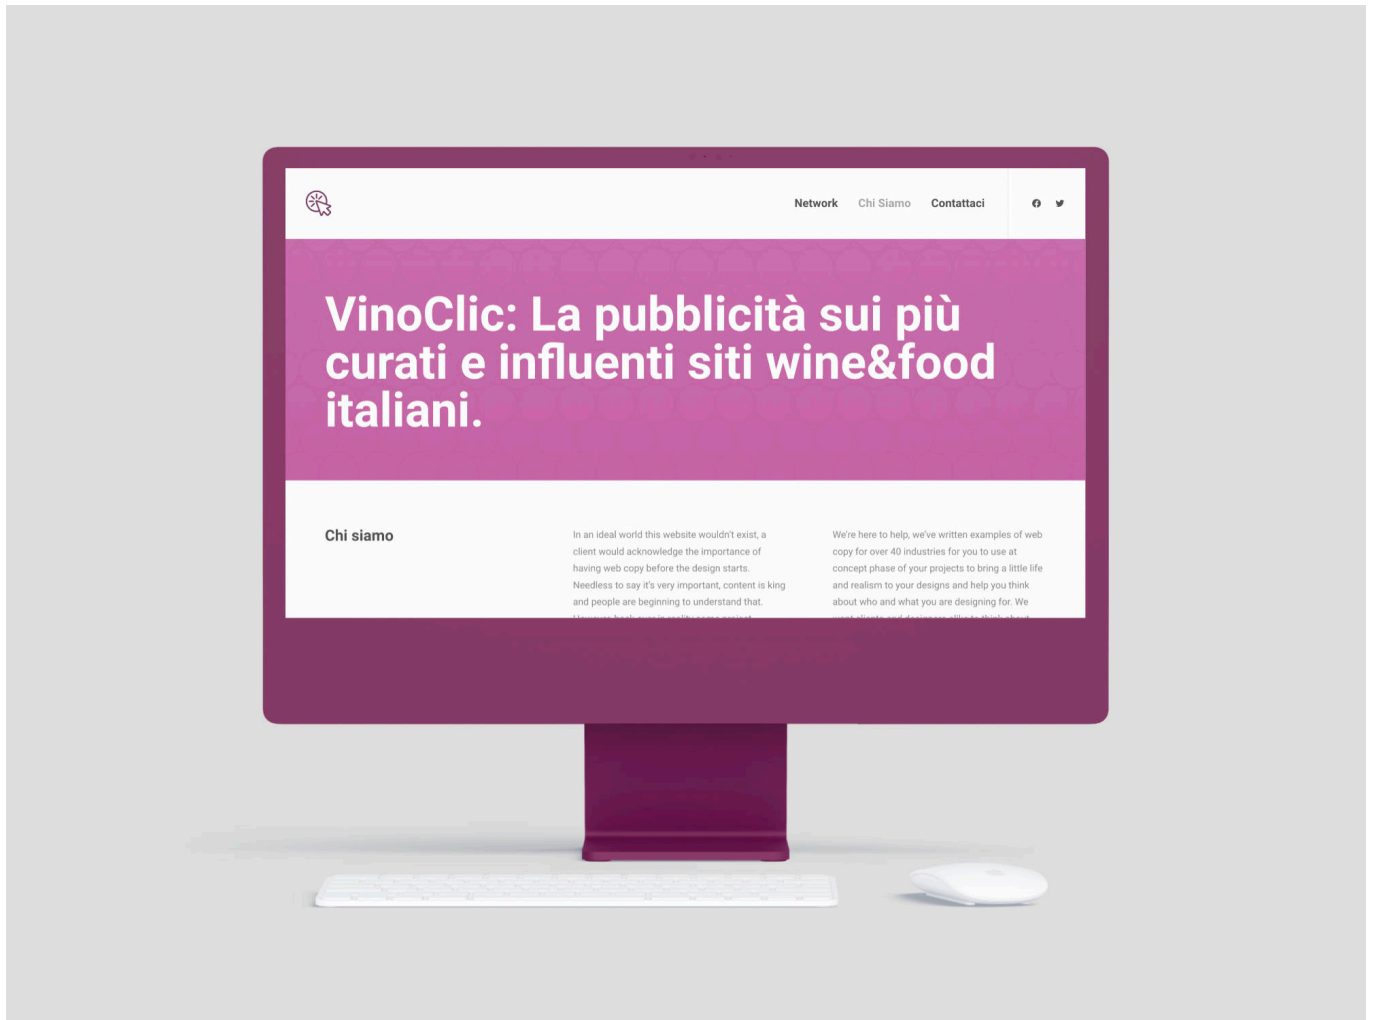 Network Chi Siamo Contattaci
VinoClic: La pubblicità sui più
curati e influenti siti wine&food
italiani.
Chi siamo
In an ideal world this website wouldn't exist, a
client would acknowledge the importance of
having web copy before the design starts.
Needless to say it's very important, content is king
and people are beginning to understand that.
We're here to help, we've written examples of web
copy for over 40 industries for you to use at
concept phase of your projects to bring a little life
and realism to your designs and help you think
about who and what you are designing for. We